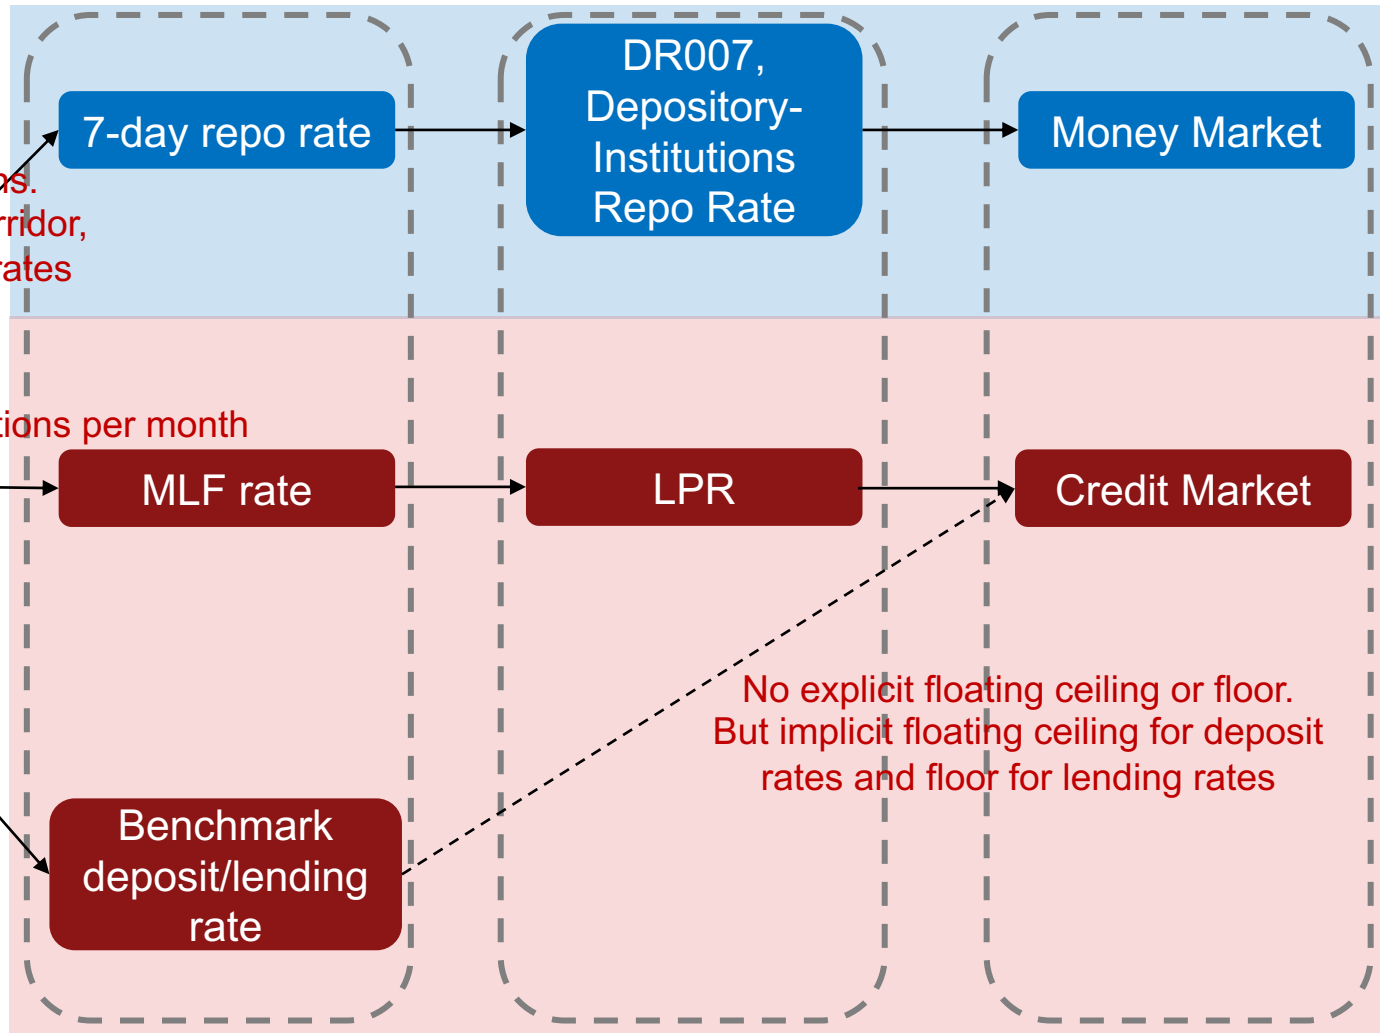 7-day repo rate
DR007,
Depository-
Institutions
Repo Rate
Money Market
ns.
rridor,
rates
tions per month
MLF rate
LPR
Credit Market
No explicit floating ceiling or floor.
But implicit floating ceiling for deposit
rates and floor for lending rates
Benchmark
deposit/lending
rate